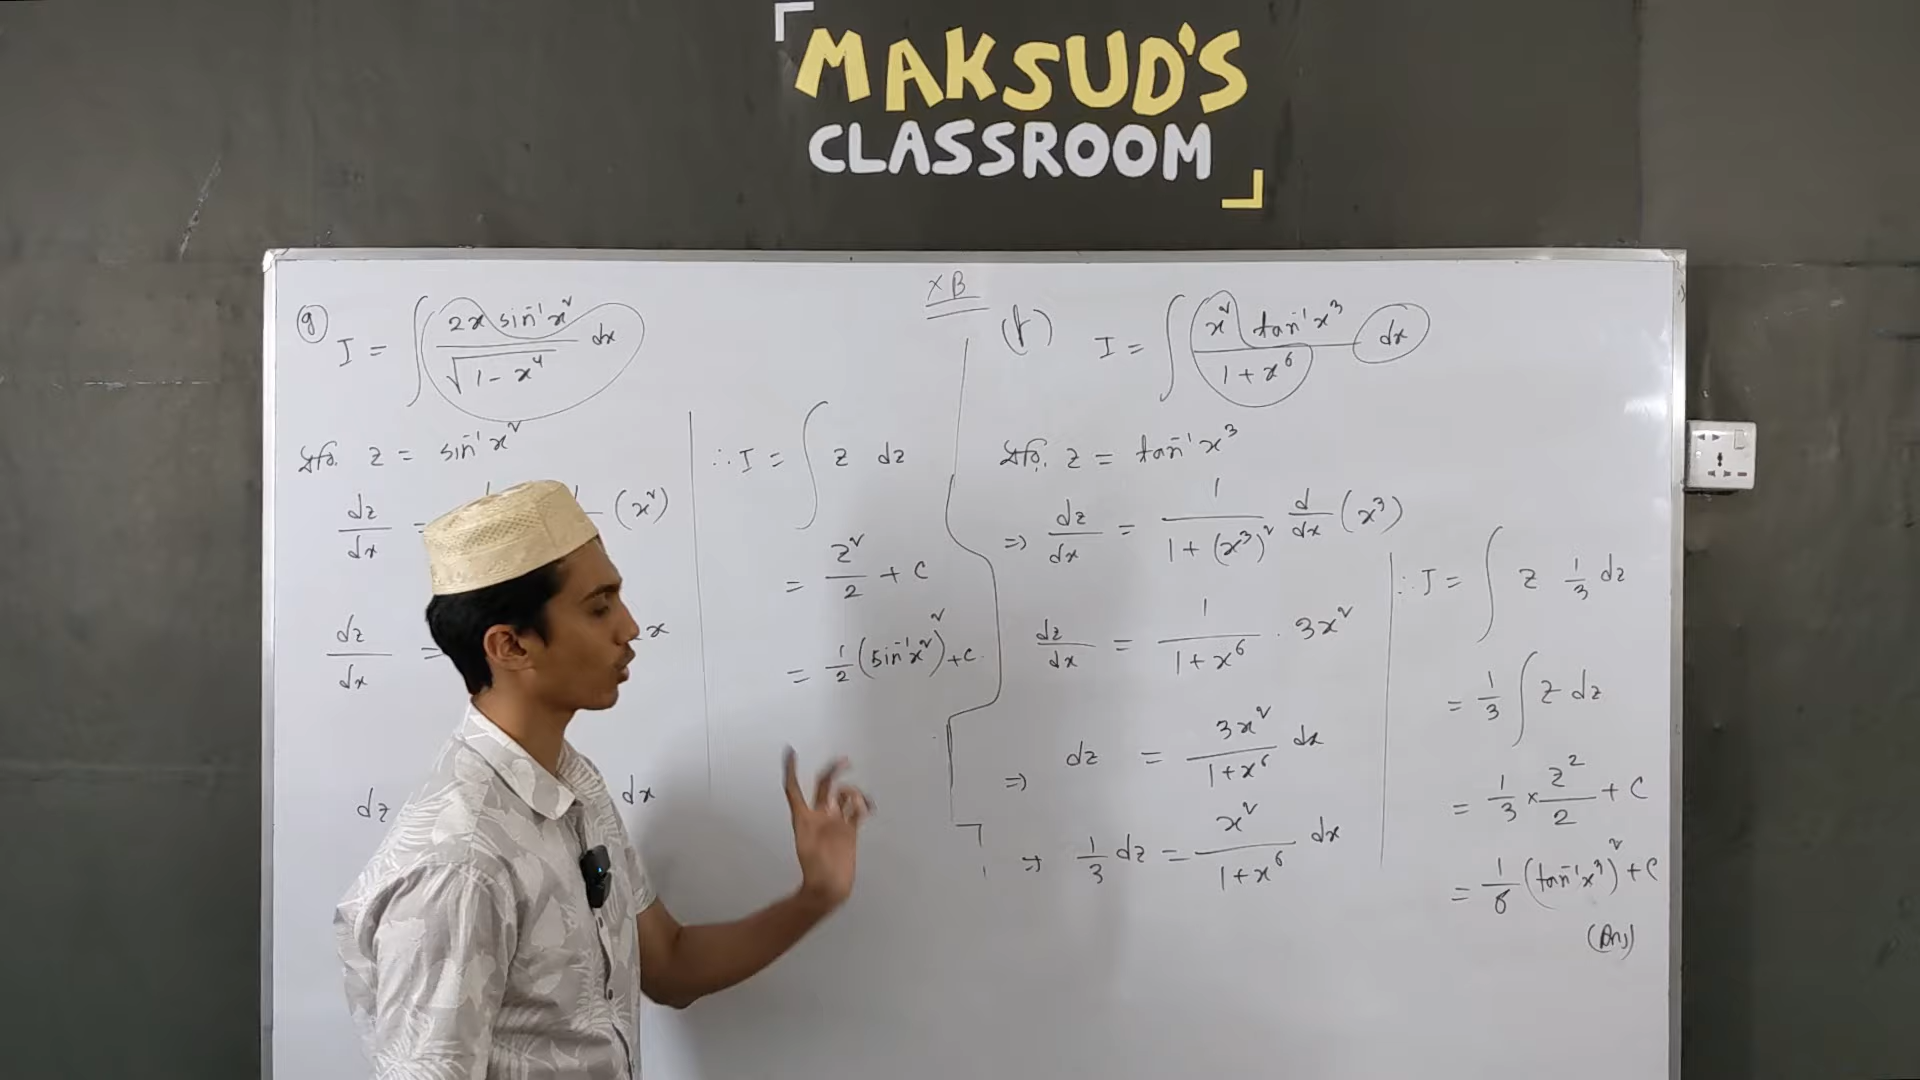 MAKSUD'S
CLASSROOM
XB
(g) I = ∫ 2x sin⁻¹x² / √(1 - x⁴) dx
ধরি, z = sin⁻¹x²
dz/dx = (x²)
dz/dx = x
dz dx
∴ I = ∫ z dz
= z²/2 + c
= 1/2 (sin⁻¹x²)² + c
I = ∫ x² tan⁻¹x³ / (1 + x⁶) dx
ধরি, z = tan⁻¹x³
⇒ dz/dx = 1/(1 + (x³)²) d/dx (x³)
dz/dx = 1/(1 + x⁶) · 3x²
⇒ dz = 3x²/(1 + x⁶) dx
⇒ 1/3 dz = x²/(1 + x⁶) dx
∴ I = ∫ z 1/3 dz
= 1/3 ∫ z dz
= 1/3 × z²/2 + c
= 1/6 (tan⁻¹x³)² + c
(Ans)